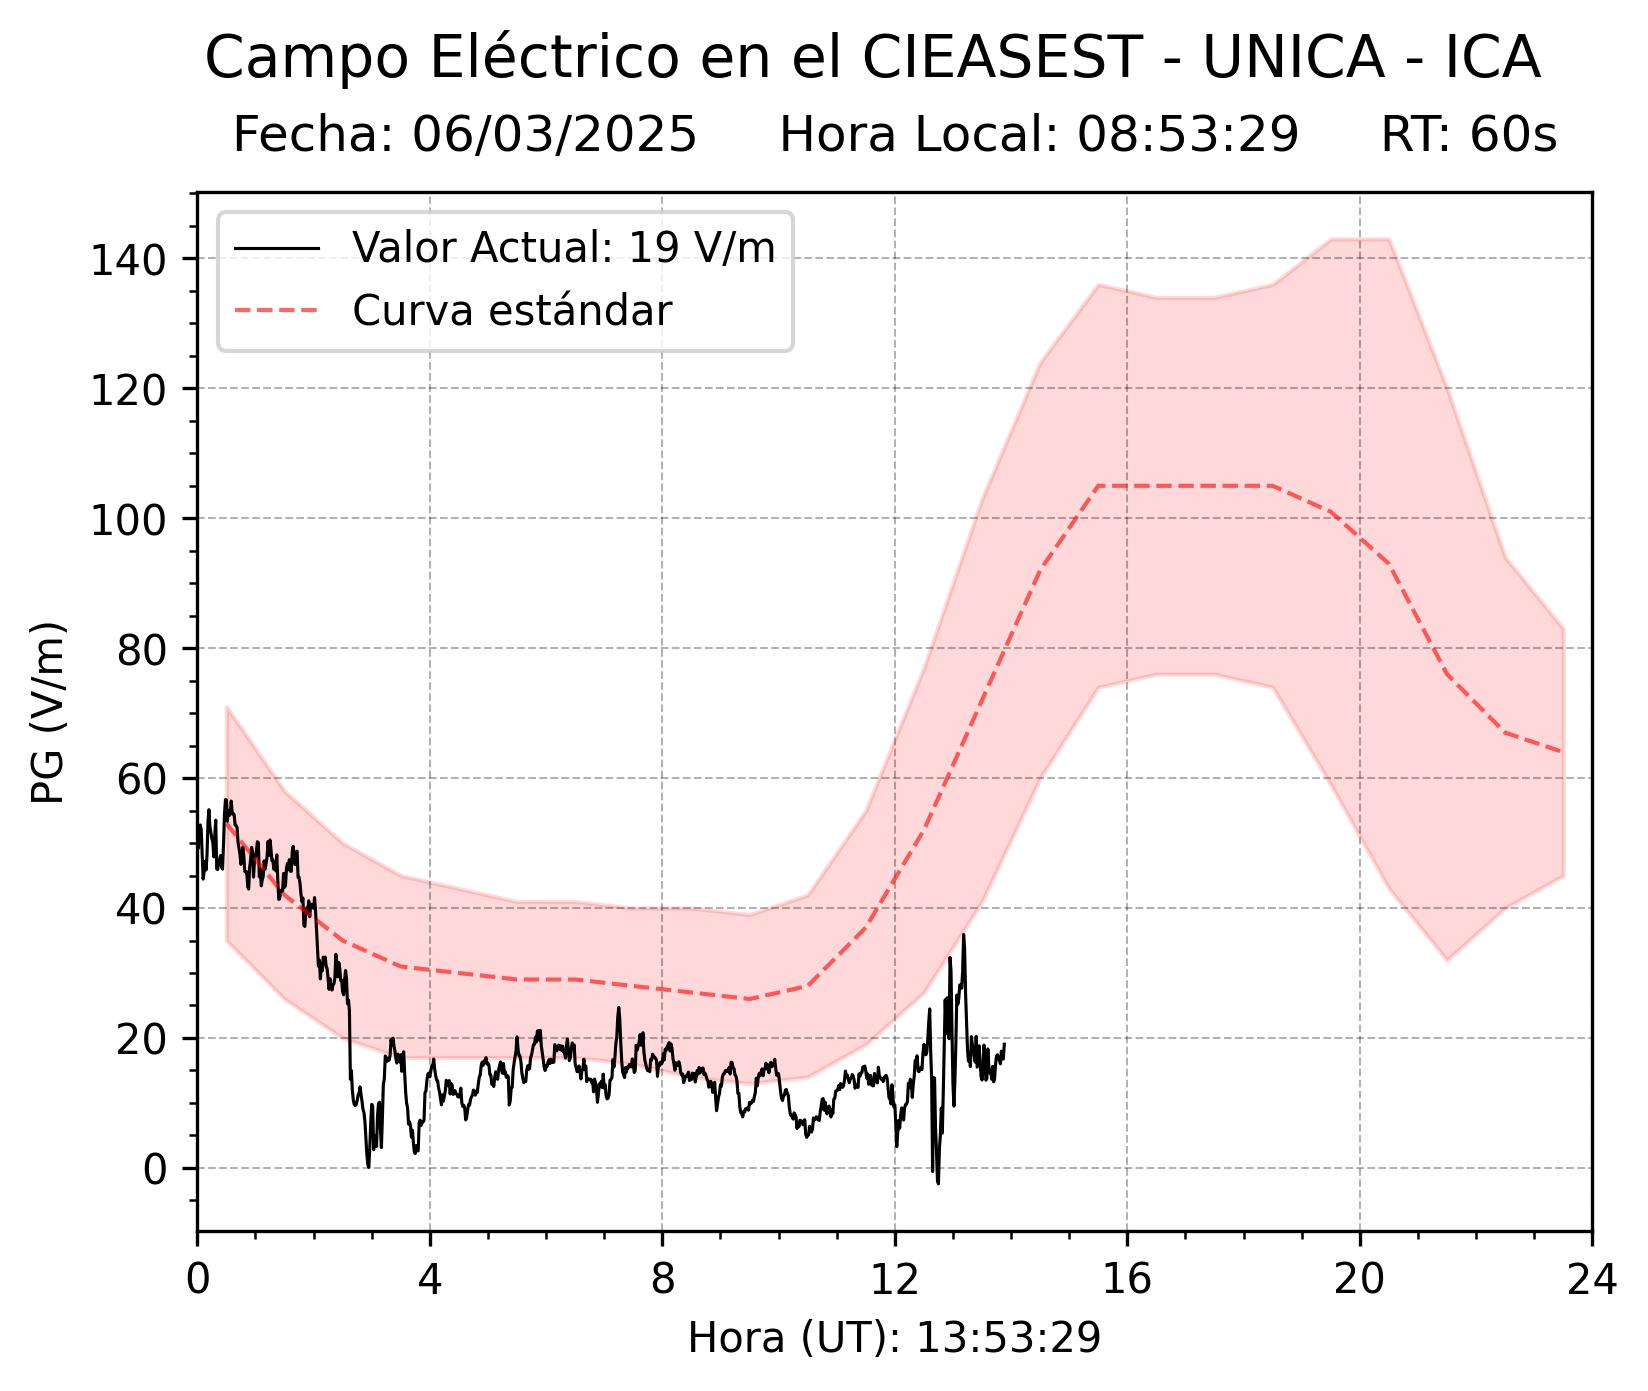 Campo Eléctrico en el CIEASEST - UNICA - ICA
Fecha: 06/03/2025 Hora Local: 08:53:29 RT: 60s
Valor Actual: 19 V/m
Curva estándar
PG (V/m)
140
120
100
80
60
40
20
0
0 4 8 12 16 20 24
Hora (UT): 13:53:29